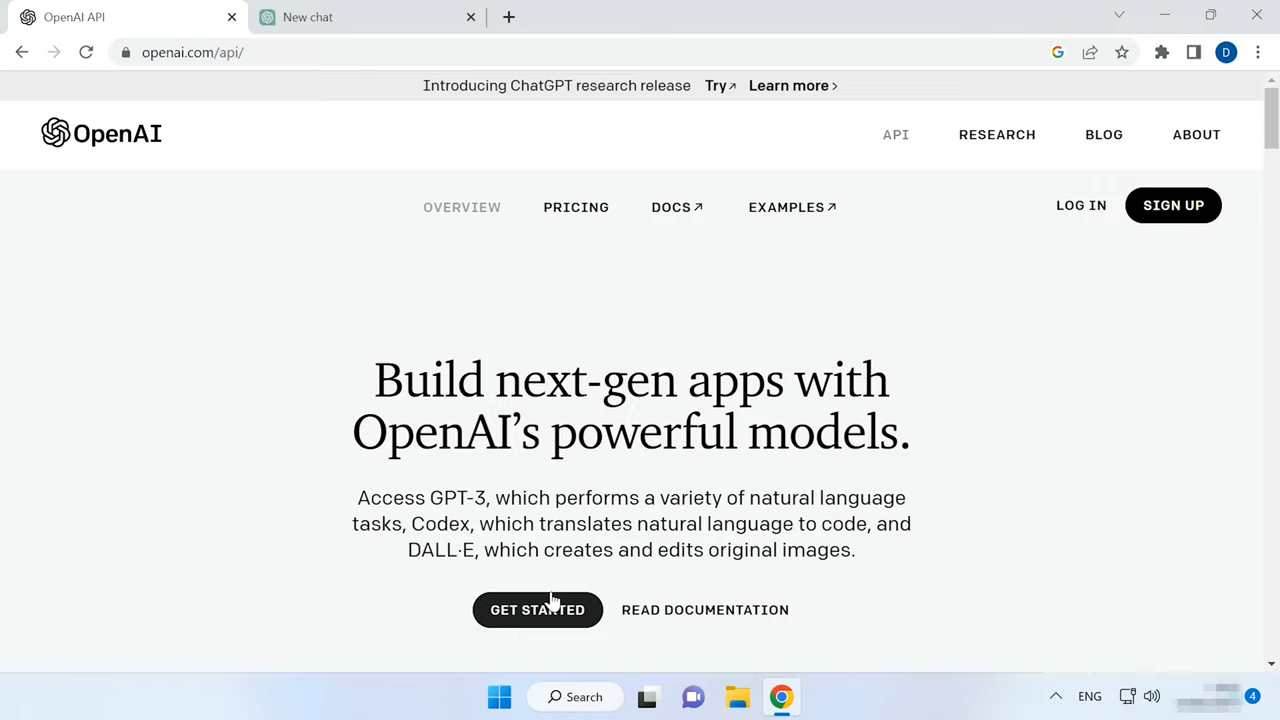 OpenAI API
New chat
openai.com/api/
D
Introducing ChatGPT research release Try↗ Learn more ›
OpenAI
API RESEARCH BLOG ABOUT
OVERVIEW PRICING DOCS↗ EXAMPLES↗ LOG IN SIGN UP
Build next-gen apps with
OpenAI’s powerful models.
Access GPT-3, which performs a variety of natural language
tasks, Codex, which translates natural language to code, and
DALL·E, which creates and edits original images.
GET STARTED READ DOCUMENTATION
Search
ENG
4